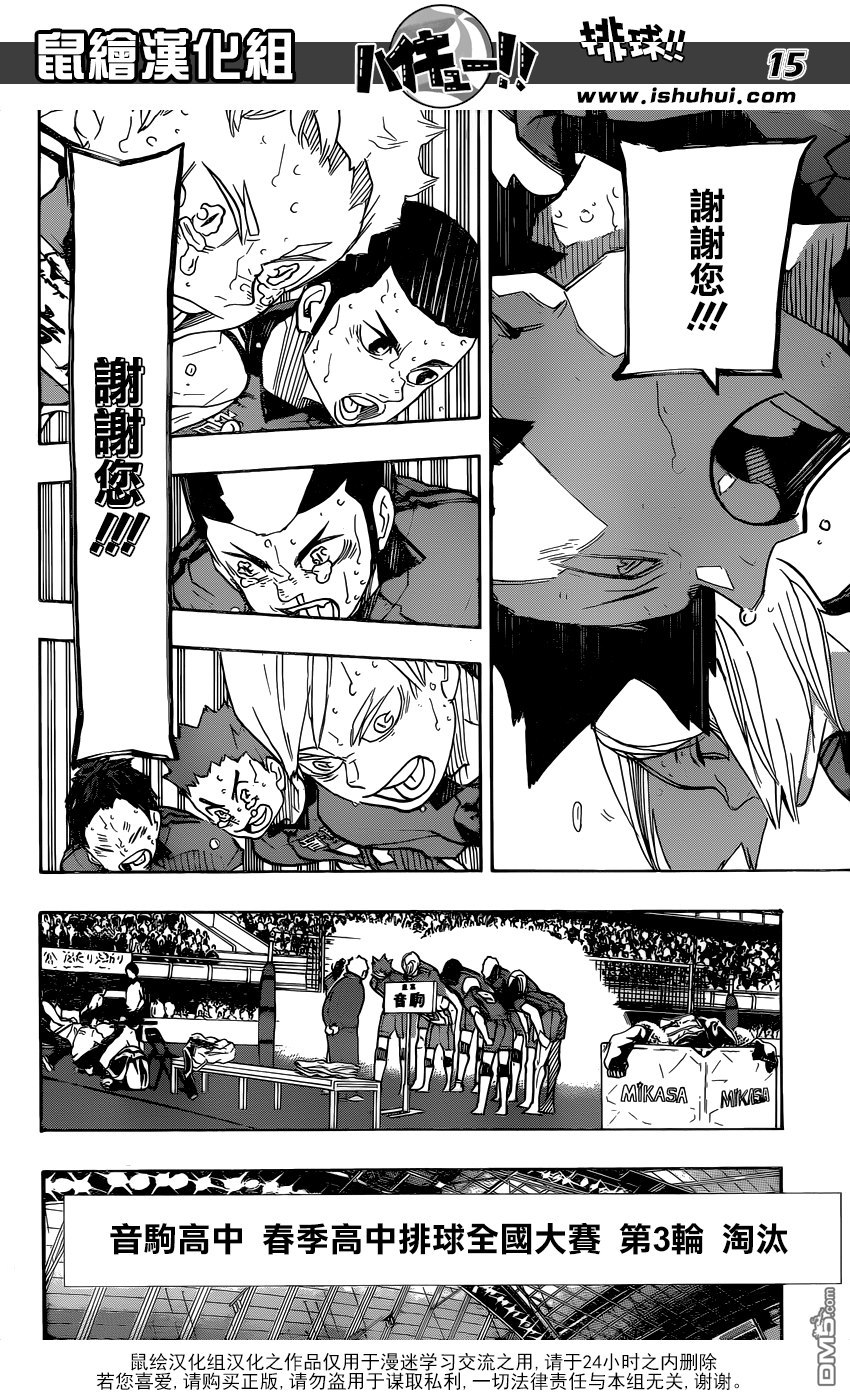 鼠繪漢化組
ハイキュー!!
排球!!
15
www.ishuhui.com
謝謝您!!!
謝謝您!!!
音駒
MIKASA
MIKASA
音駒高中 春季高中排球全國大賽 第3輪 淘汰
DM5.com
鼠绘汉化组汉化之作品仅用于漫迷学习交流之用, 请于24小时之内删除
若您喜爱, 请购买正版, 请勿盗用于谋取私利, 一切法律责任与本组无关, 谢谢.